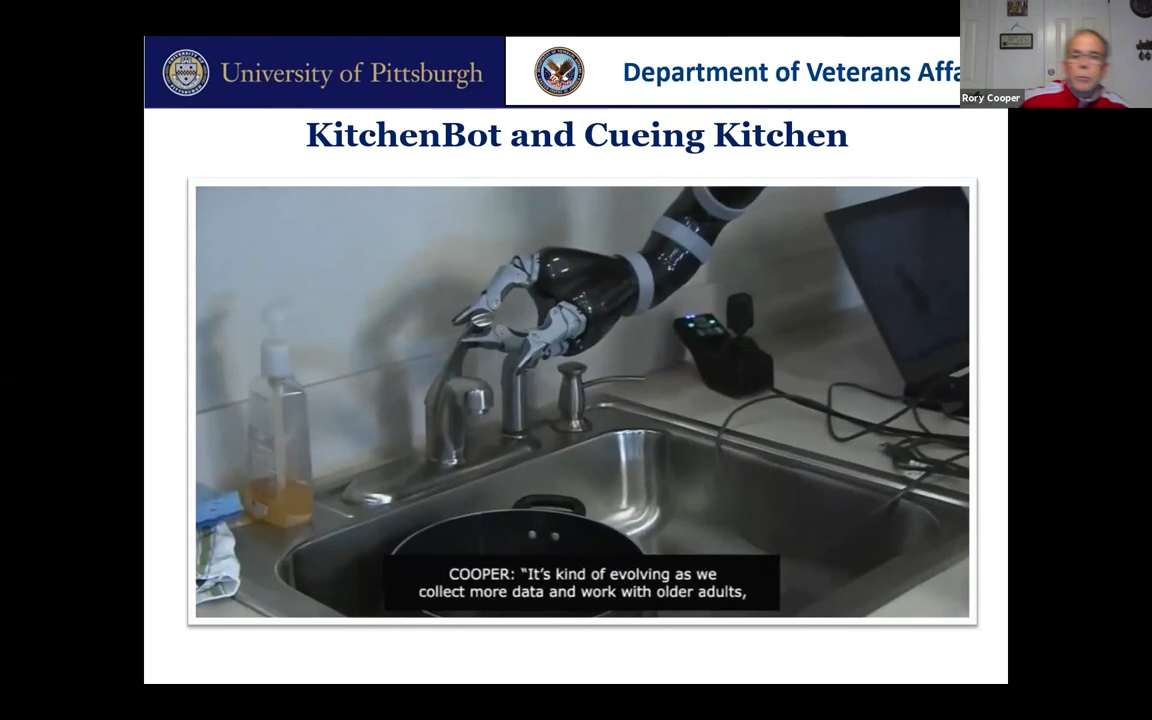 University of Pittsburgh
Department of Veterans Affa
Rory Cooper
KitchenBot and Cueing Kitchen
COOPER: “It’s kind of evolving as we
collect more data and work with older adults,